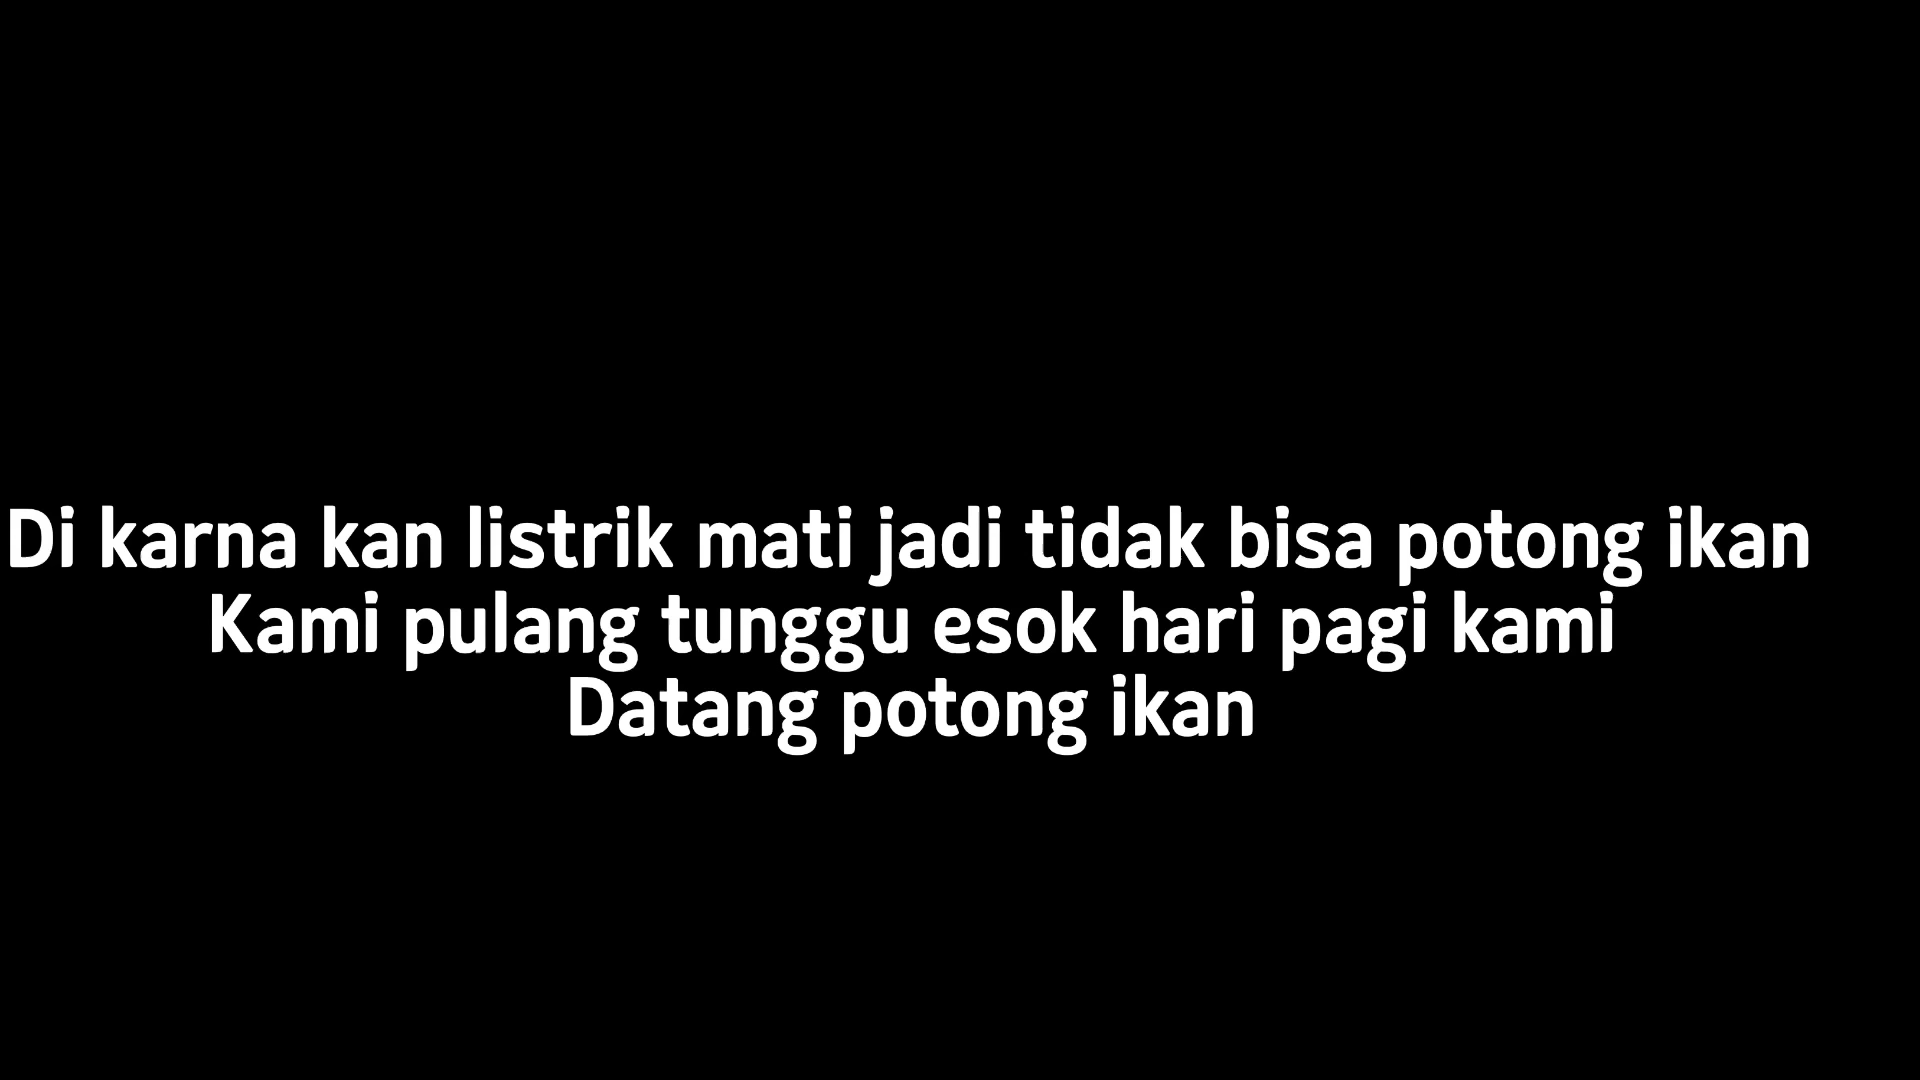 Di karna kan listrik mati jadi tidak bisa potong ikan
Kami pulang tunggu esok hari pagi kami
Datang potong ikan